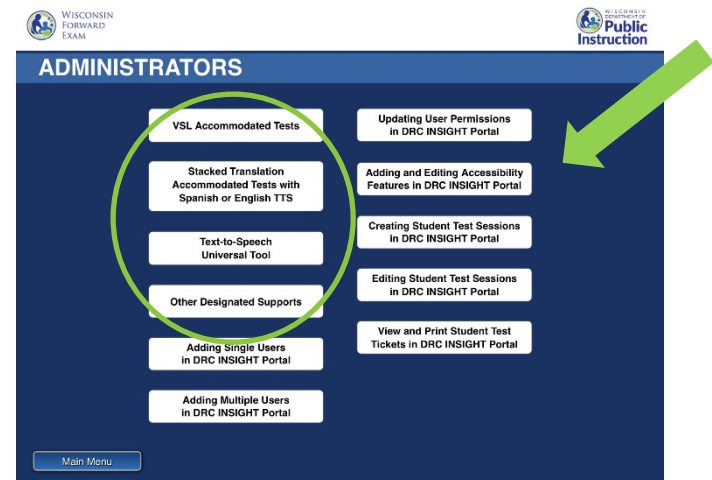 WISCONSIN
FORWARD
EXAM
WISCONSIN
DEPARTMENT OF
Public
Instruction
ADMINISTRATORS
VSL Accommodated Tests
Stacked Translation
Accommodated Tests with
Spanish or English TTS
Text-to-Speech
Universal Tool
Other Designated Supports
Adding Single Users
in DRC INSIGHT Portal
Adding Multiple Users
in DRC INSIGHT Portal
Updating User Permissions
in DRC INSIGHT Portal
Adding and Editing Accessibility
Features in DRC INSIGHT Portal
Creating Student Test Sessions
in DRC INSIGHT Portal
Editing Student Test Sessions
in DRC INSIGHT Portal
View and Print Student Test
Tickets in DRC INSIGHT Portal
Main Menu